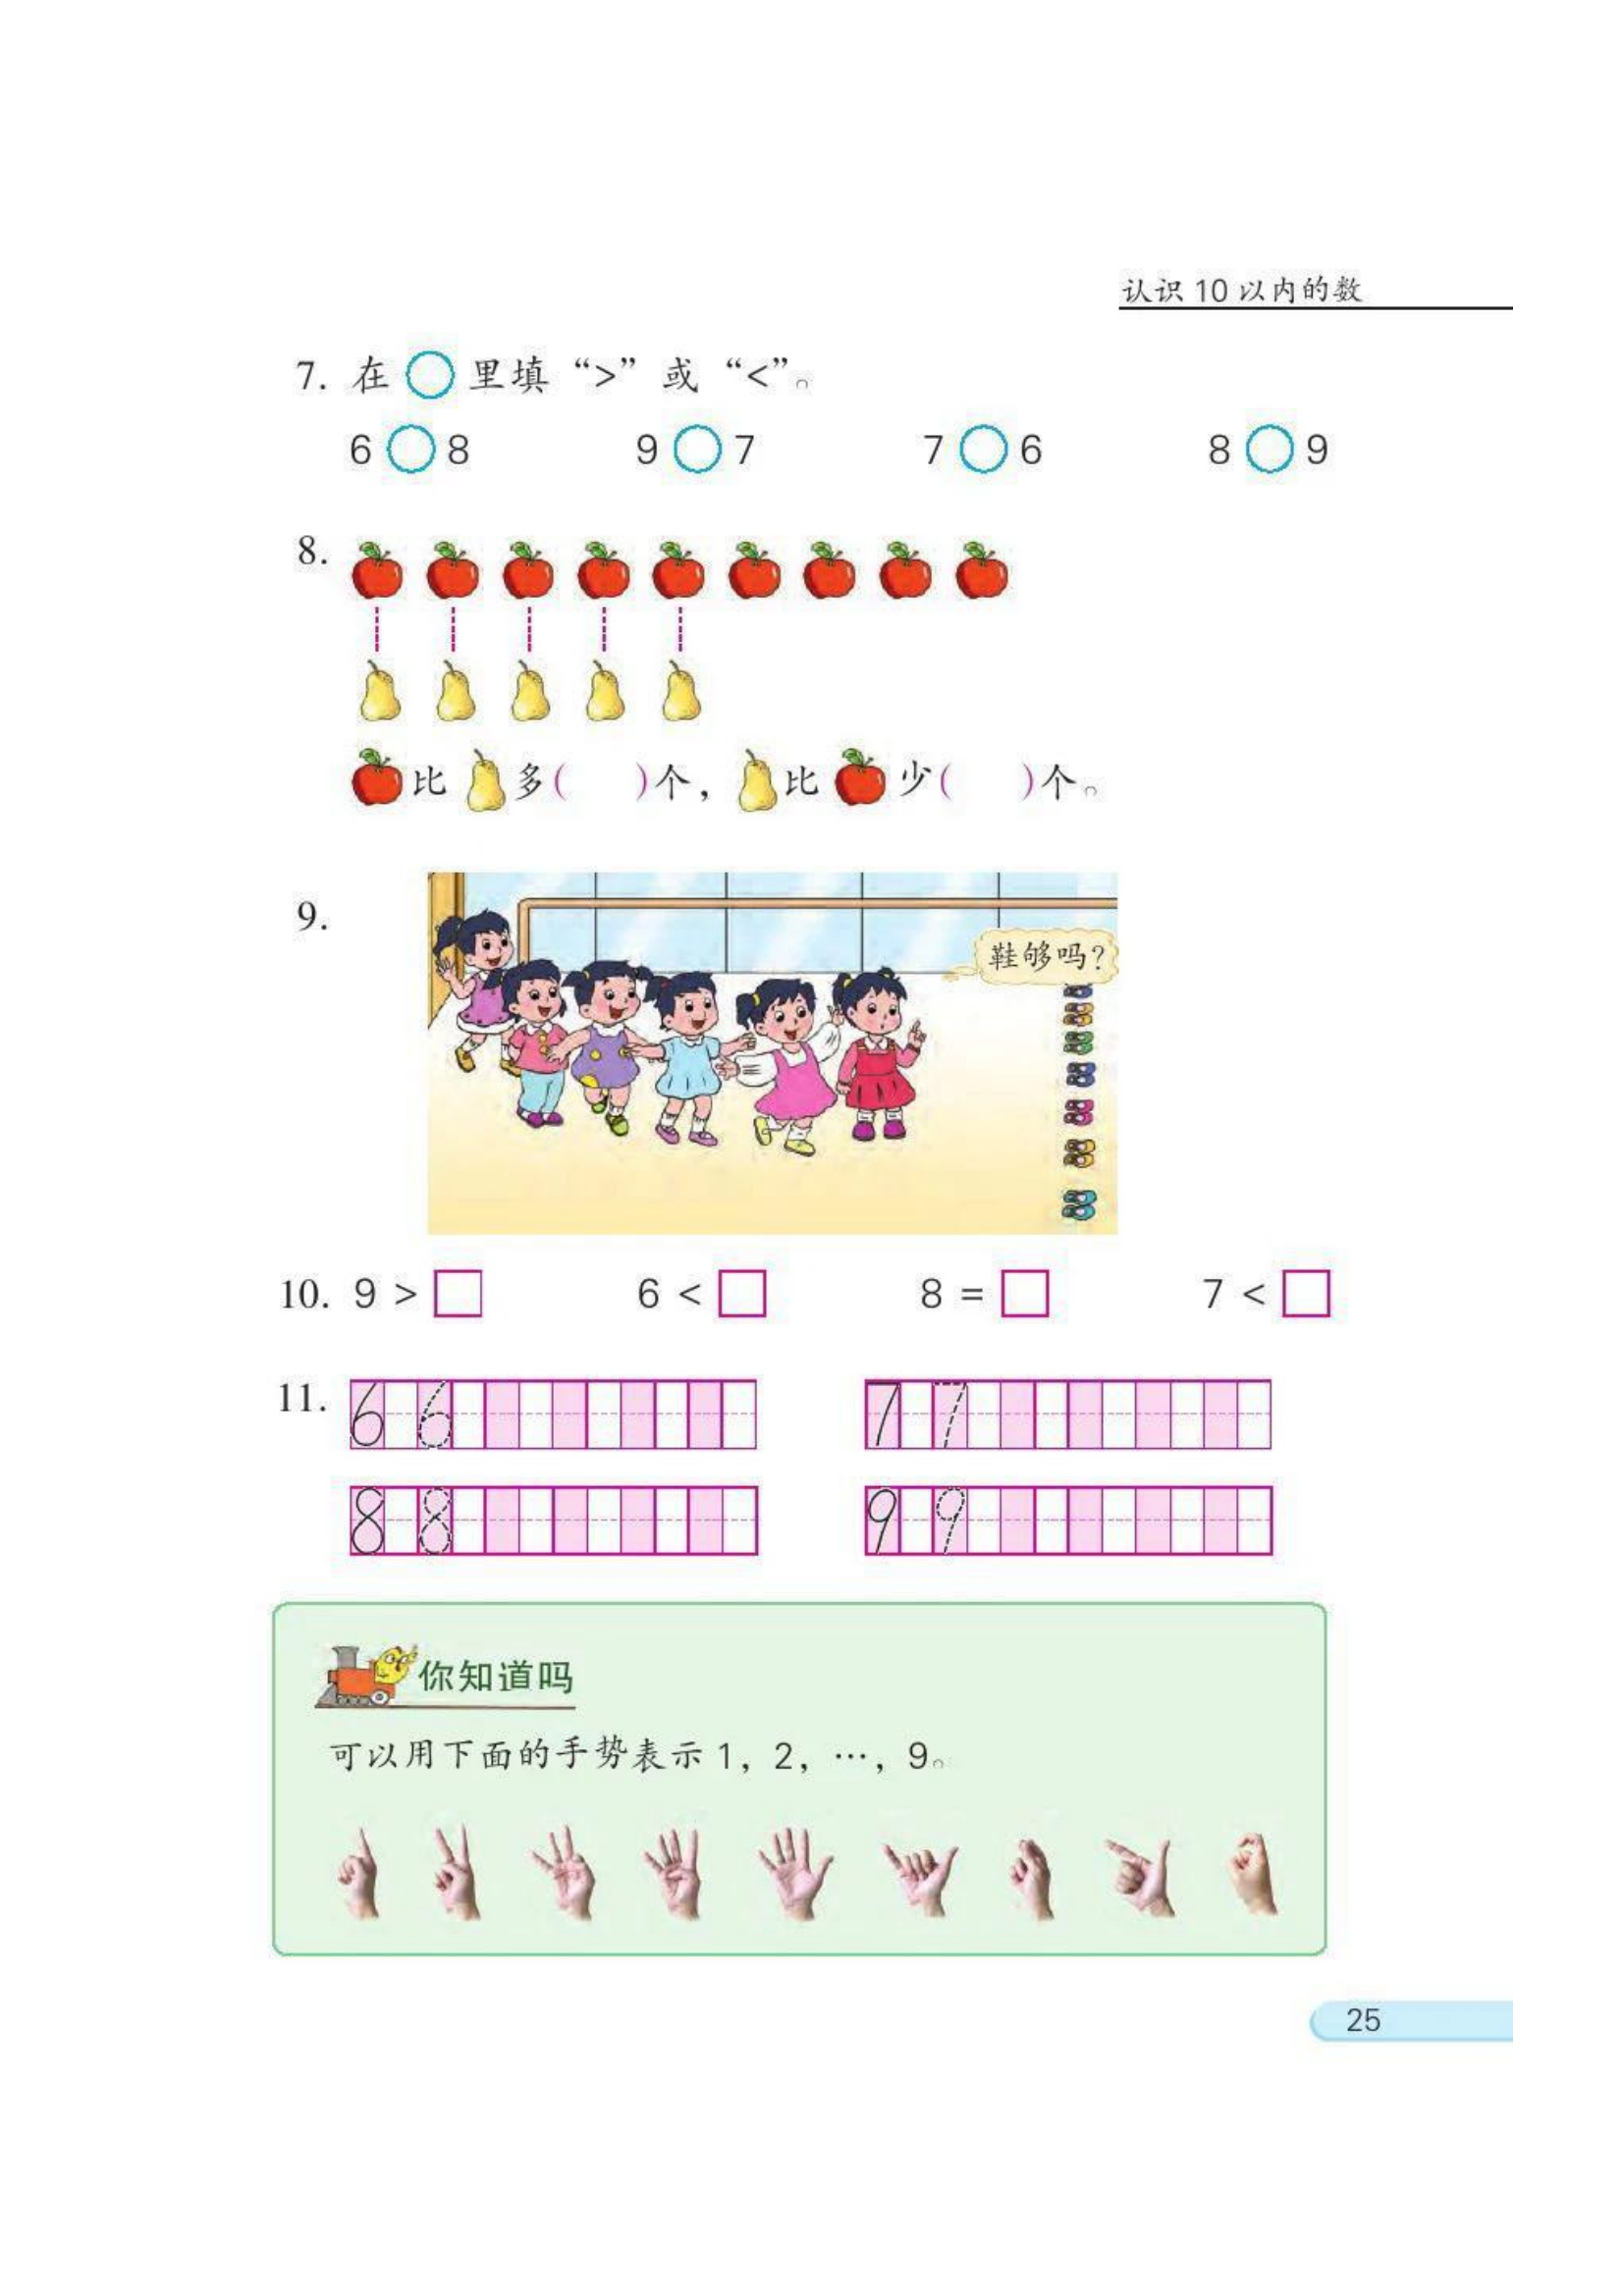 认识 10 以内的数
7. 在 ○ 里填 “>” 或 “<”。
6 ○ 8 9 ○ 7 7 ○ 6 8 ○ 9
8.
比 多( )个, 比 少( )个。
9.
鞋够吗?
10. 9 > □ 6 < □ 8 = □ 7 < □
11. 6 6 7 7
8 8 9 9
你知道吗
可以用下面的手势表示 1, 2, …, 9。
25